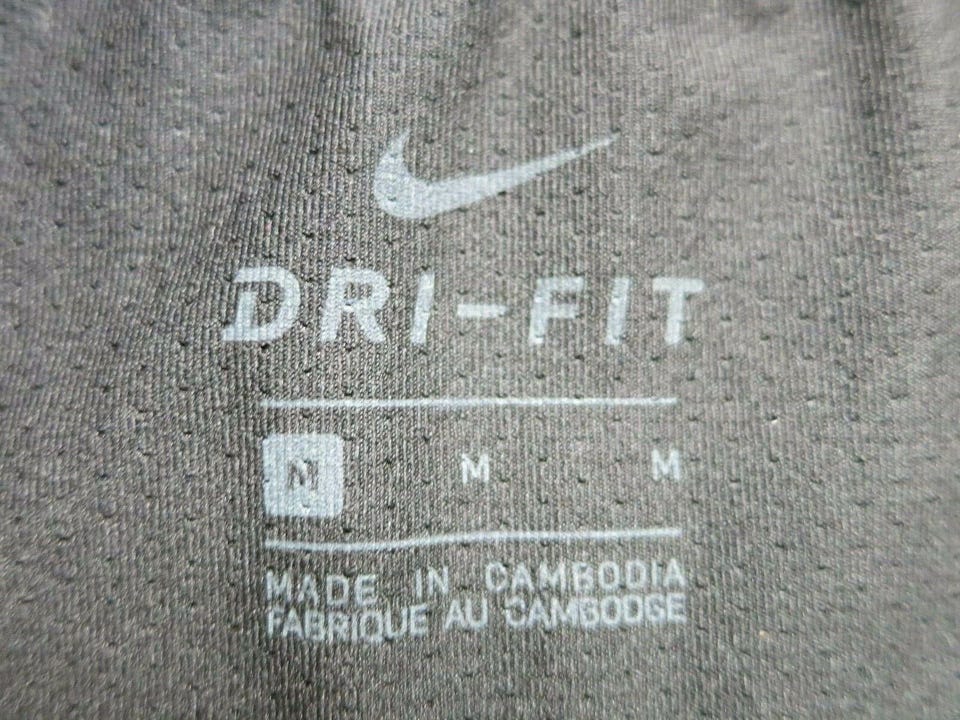 DRI-FIT
N M M
MADE IN CAMBODIA
FABRIQUE AU CAMBODGE